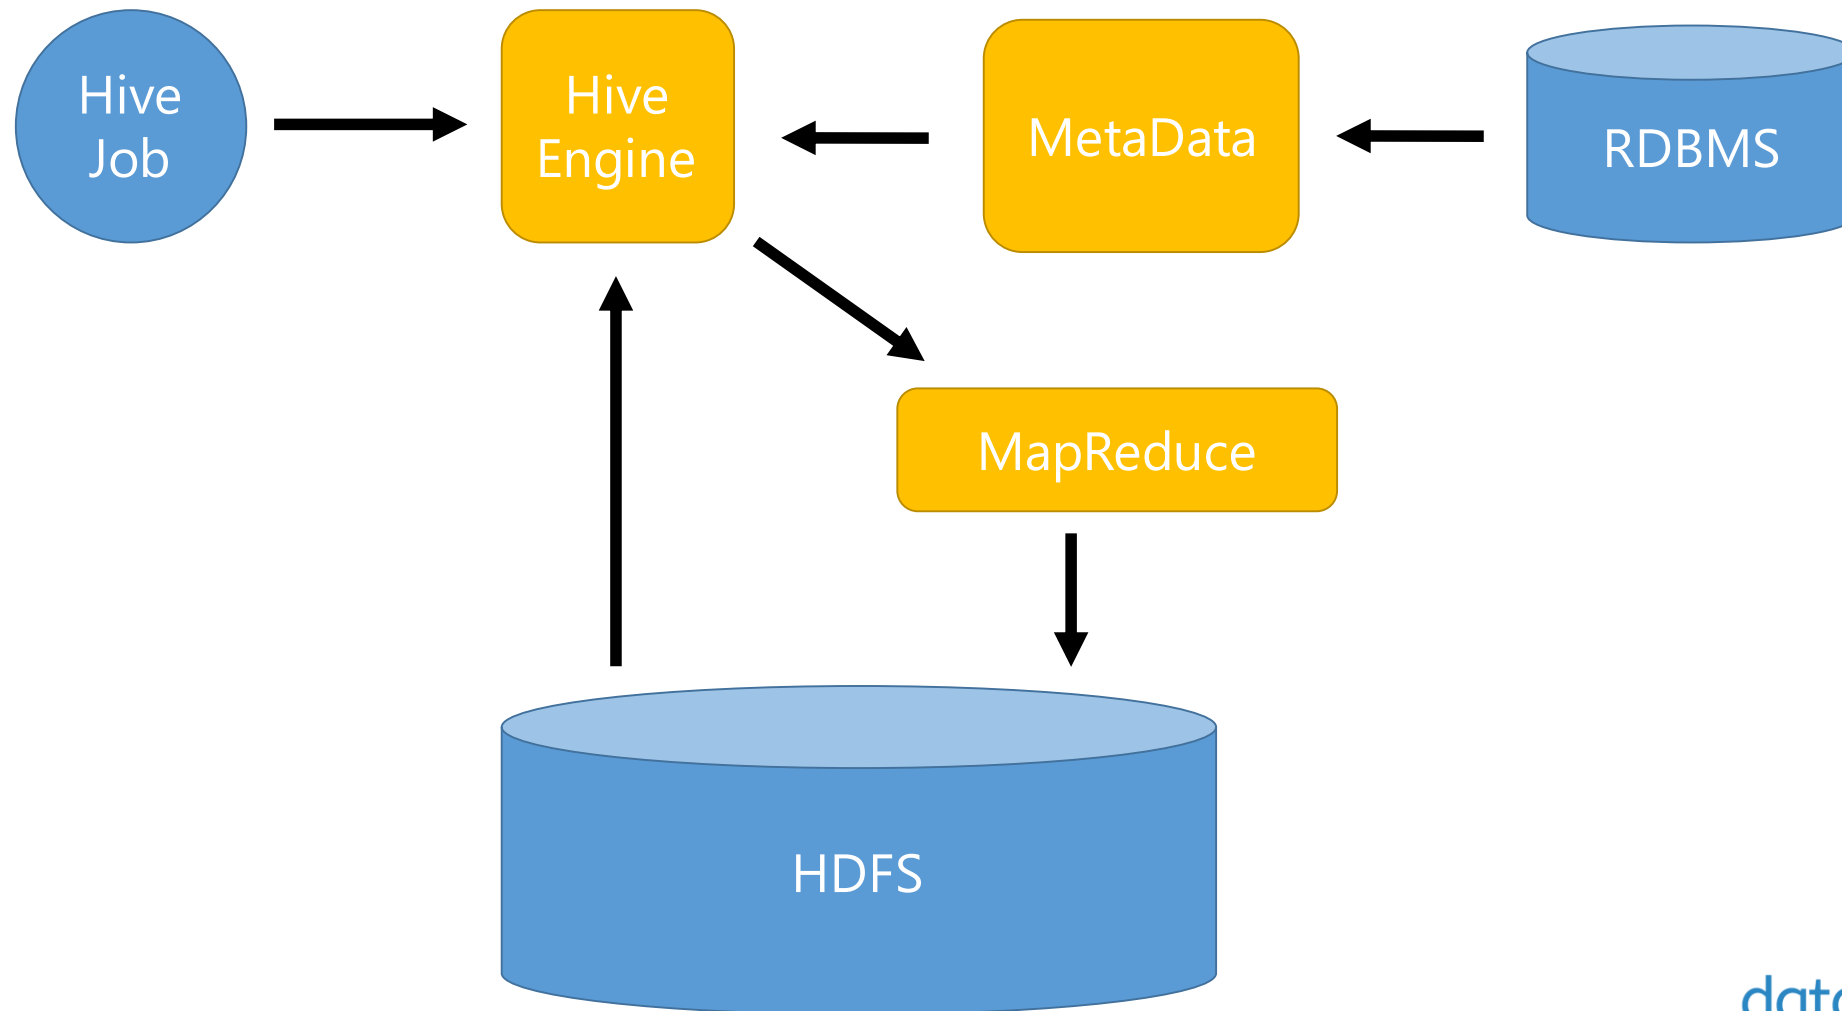 Hive
Job
Hive
Engine
MetaData
RDBMS
MapReduce
HDFS